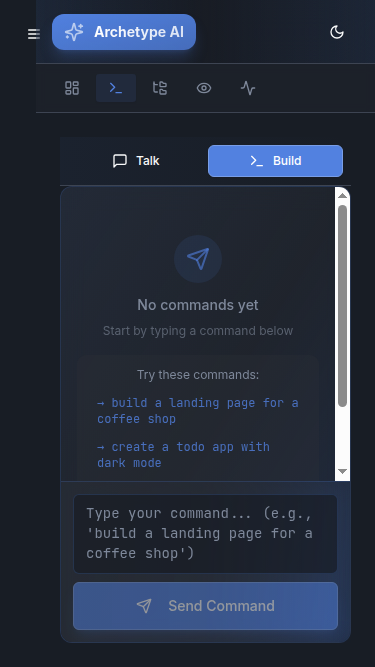 Archetype AI
Talk
Build
No commands yet
Start by typing a command below
Try these commands:
→ build a landing page for a
coffee shop
→ create a todo app with
dark mode
Type your command... (e.g.,
'build a landing page for a
coffee shop')
Send Command